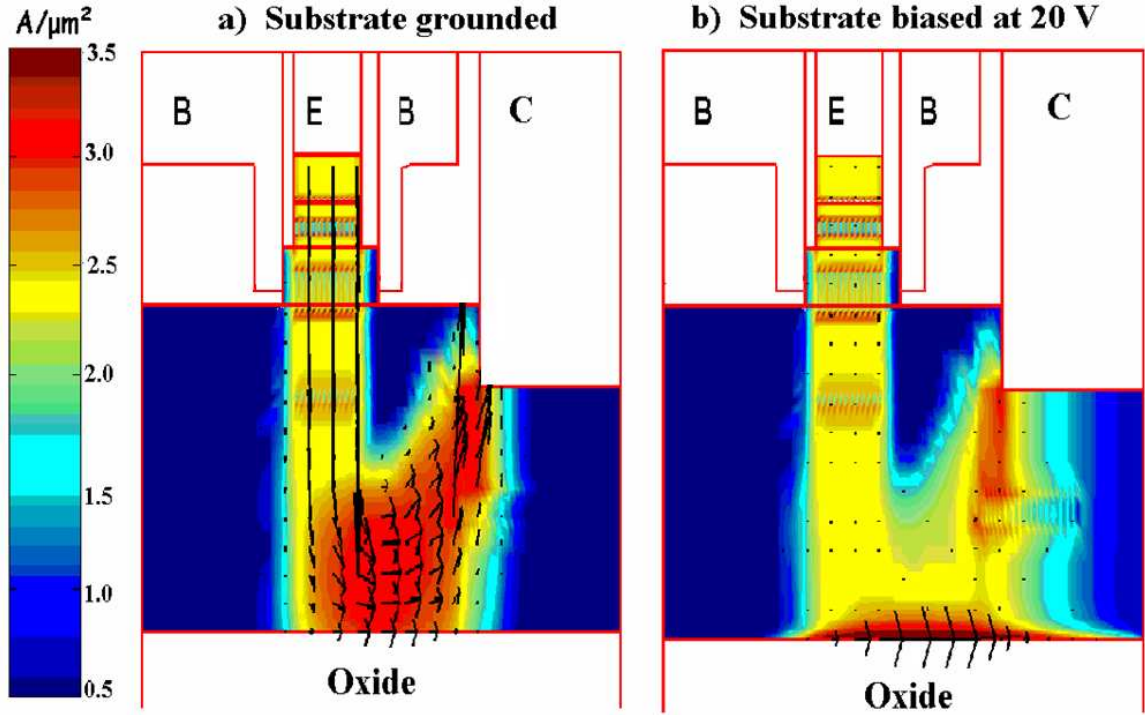 A/μm²
a) Substrate grounded
b) Substrate biased at 20 V
3.5
3.0
2.5
2.0
1.5
1.0
0.5
B E B C
Oxide
B E B C
Oxide